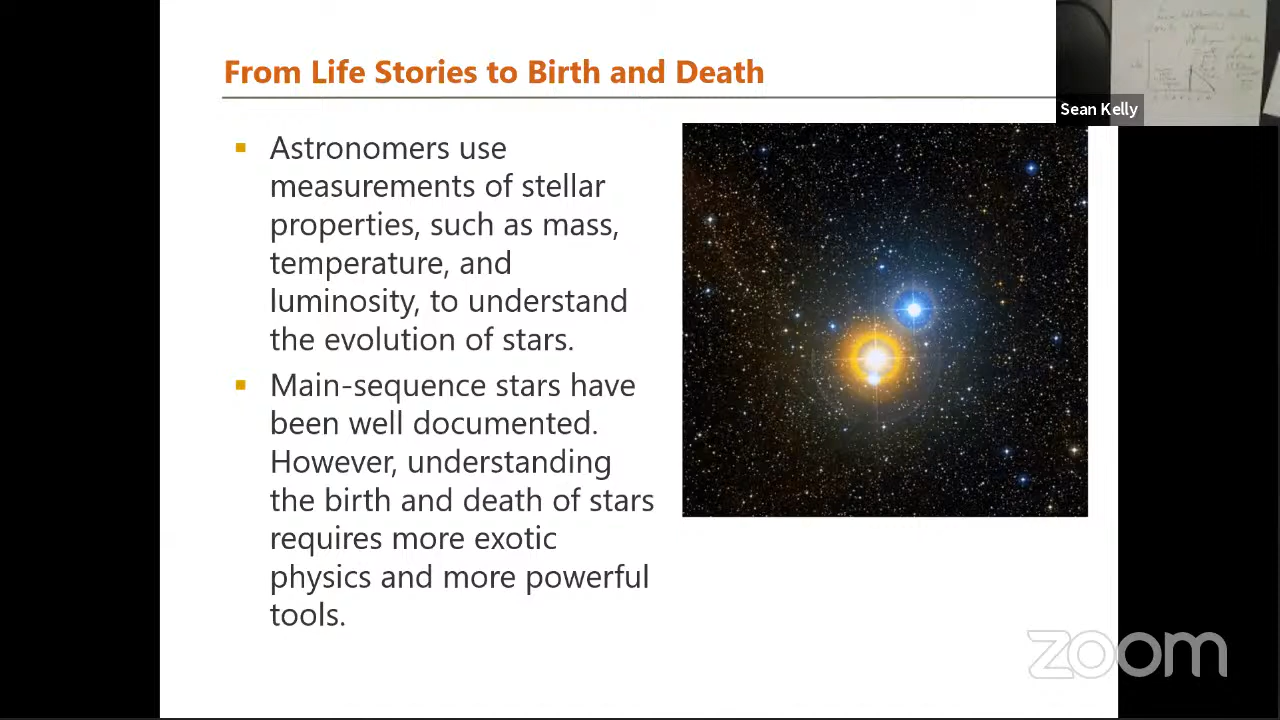 From Life Stories to Birth and Death
Sean Kelly
Astronomers use
measurements of stellar
properties, such as mass,
temperature, and
luminosity, to understand
the evolution of stars.
Main-sequence stars have
been well documented.
However, understanding
the birth and death of stars
requires more exotic
physics and more powerful
tools.
zoom